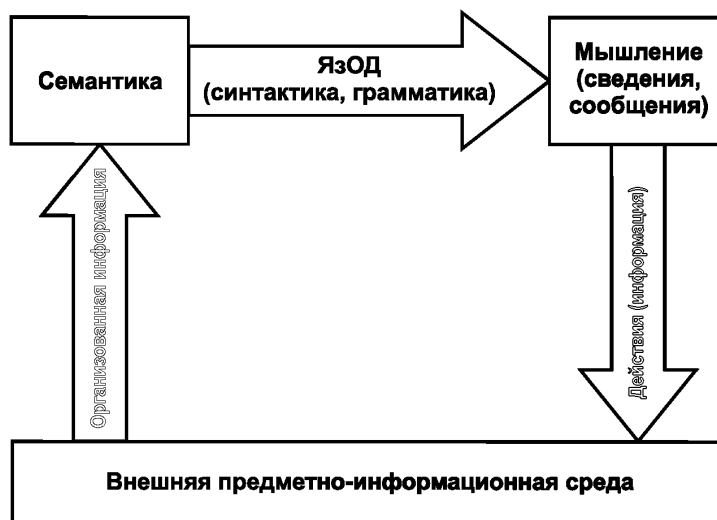 Семантика
ЯзОД
(синтактика, грамматика)
Мышление
(сведения,
сообщения)
Организованная информация
Действия (информация)
Внешняя предметно-информационная среда